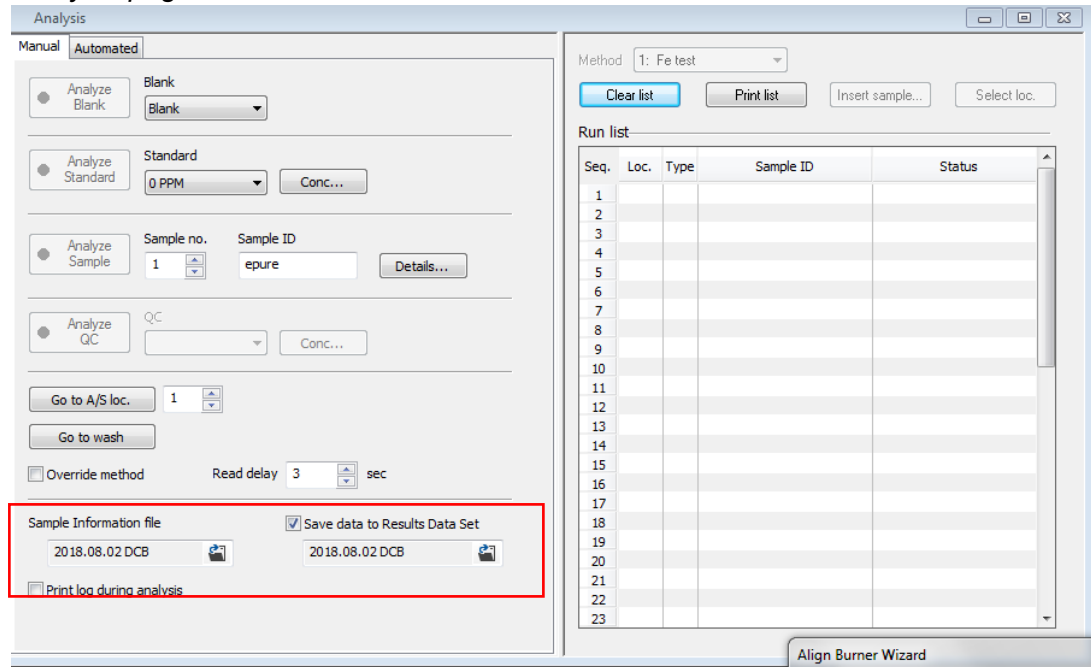 Analysis
Manual Automated
Analyze Blank
Blank
Blank
Analyze Standard
Standard
0 PPM Conc...
Analyze Sample
Sample no. Sample ID
1 epure Details...
Analyze QC
QC
Conc...
Go to A/S loc. 1
Go to wash
Override method Read delay 3 sec
Sample Information file Save data to Results Data Set
2018.08.02 DCB 2018.08.02 DCB
Print log during analysis
Method 1: Fe test
Clear list Print list Insert sample... Select loc.
Run list
Seq. Loc. Type Sample ID Status
1
2
3
4
5
6
7
8
9
10
11
12
13
14
15
16
17
18
19
20
21
22
23
Align Burner Wizard